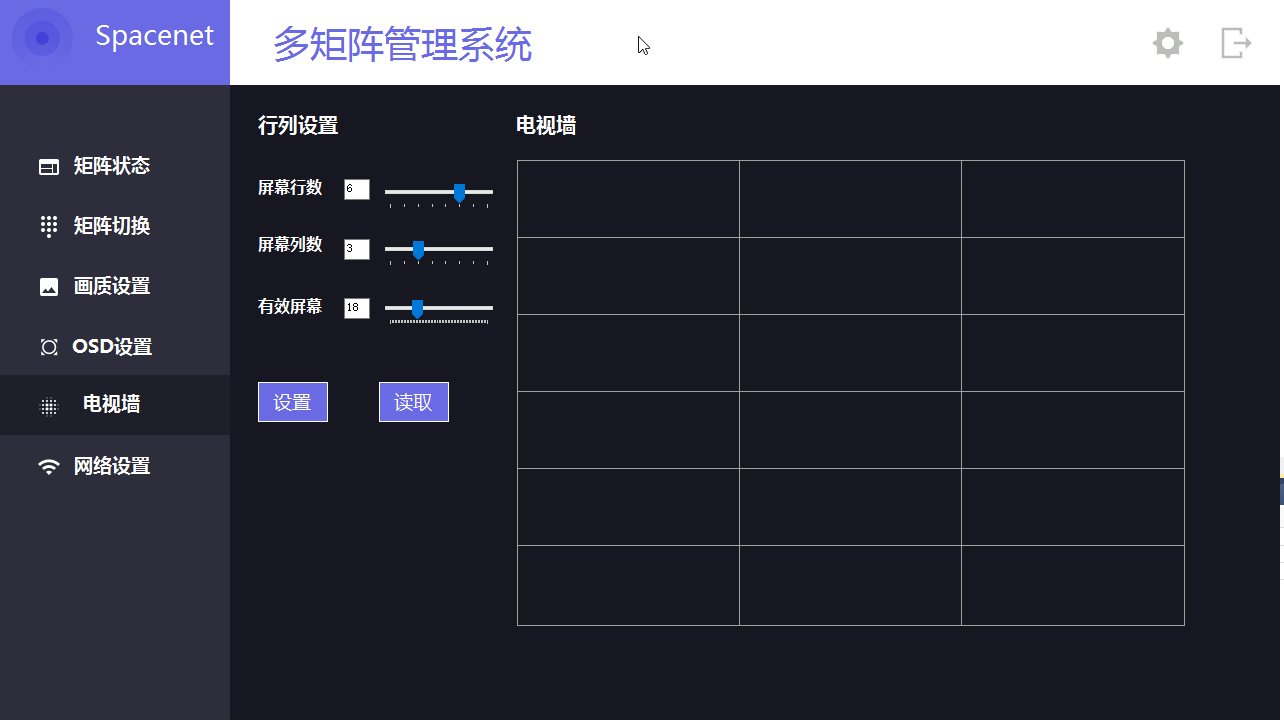 Spacenet
多矩阵管理系统
矩阵状态
矩阵切换
画质设置
OSD设置
电视墙
网络设置
行列设置
屏幕行数 6
屏幕列数 3
有效屏幕 18
设置 读取
电视墙